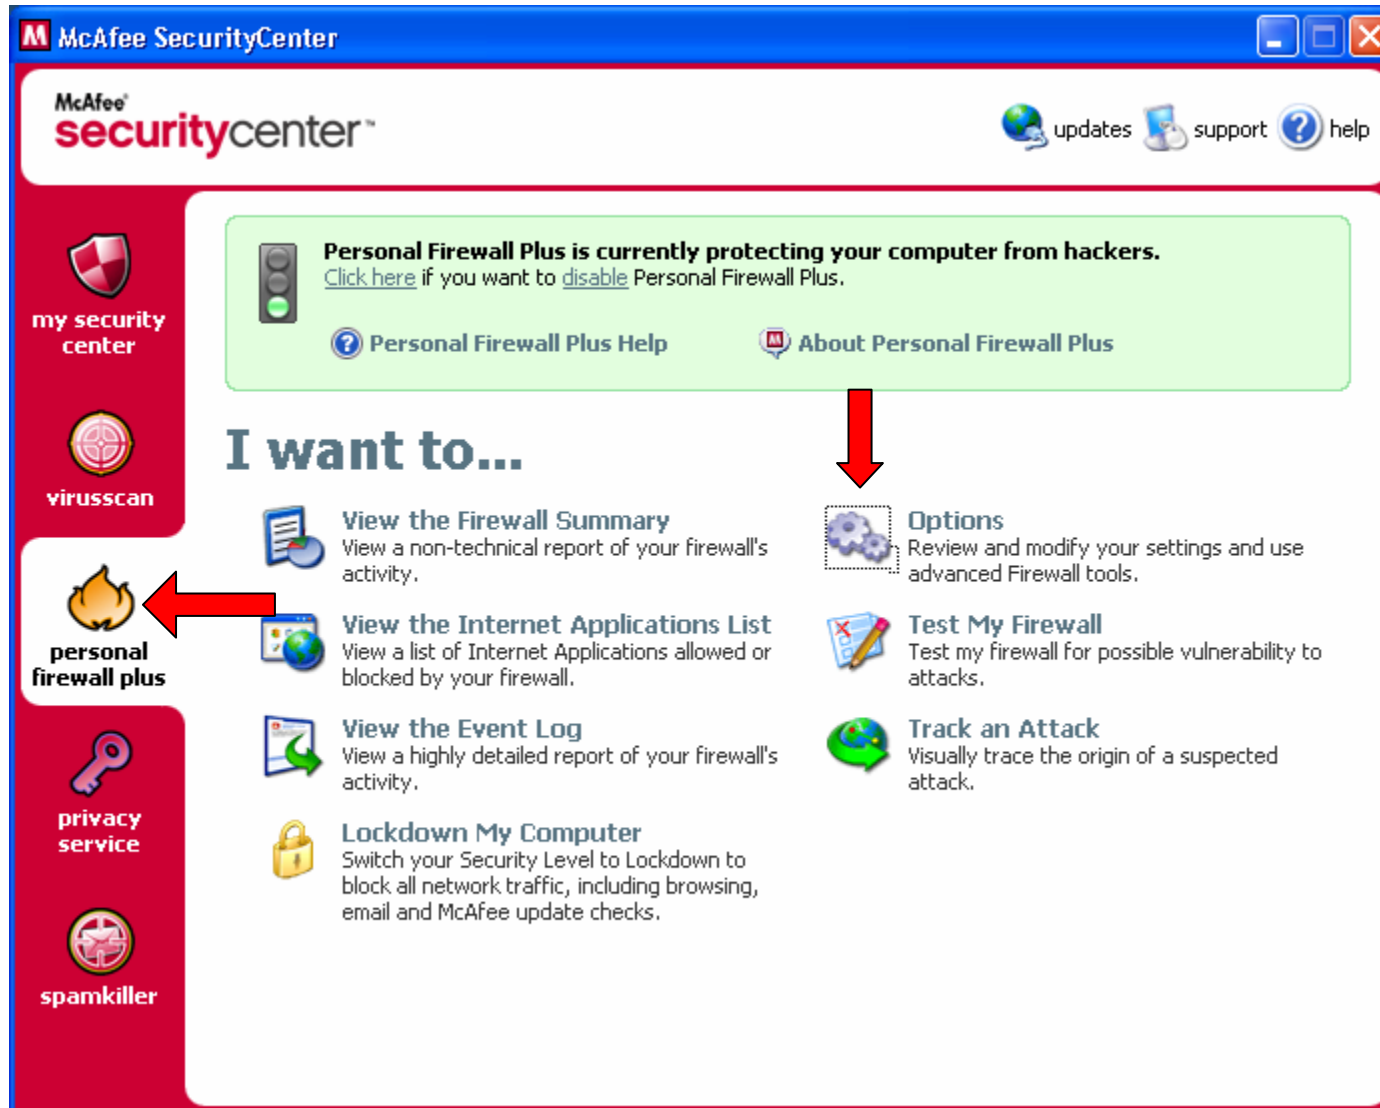 McAfee SecurityCenter
McAfee®
securitycenter™
updates support help
my security
center
virusscan
personal
firewall plus
privacy
service
spamkiller
Personal Firewall Plus is currently protecting your computer from hackers.
Click here if you want to disable Personal Firewall Plus.
Personal Firewall Plus Help
About Personal Firewall Plus
I want to...
View the Firewall Summary
View a non-technical report of your firewall's
activity.
Options
Review and modify your settings and use
advanced Firewall tools.
View the Internet Applications List
View a list of Internet Applications allowed or
blocked by your firewall.
Test My Firewall
Test my firewall for possible vulnerability to
attacks.
View the Event Log
View a highly detailed report of your firewall's
activity.
Track an Attack
Visually trace the origin of a suspected
attack.
Lockdown My Computer
Switch your Security Level to Lockdown to
block all network traffic, including browsing,
email and McAfee update checks.